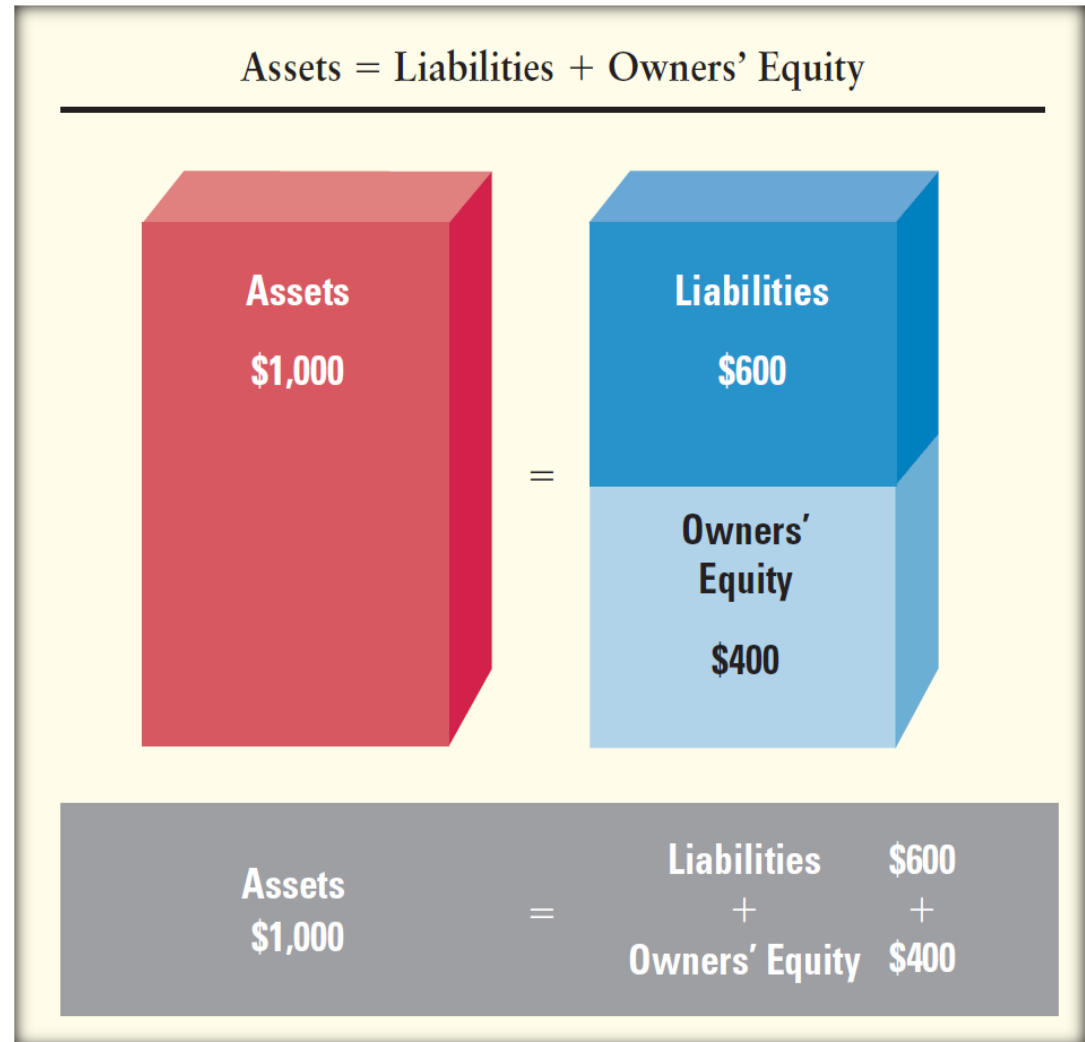 Assets = Liabilities + Owners’ Equity
Assets
$1,000
=
Liabilities
$600
Owners’
Equity
$400
Assets
$1,000
=
Liabilities $600
+ +
Owners’ Equity $400